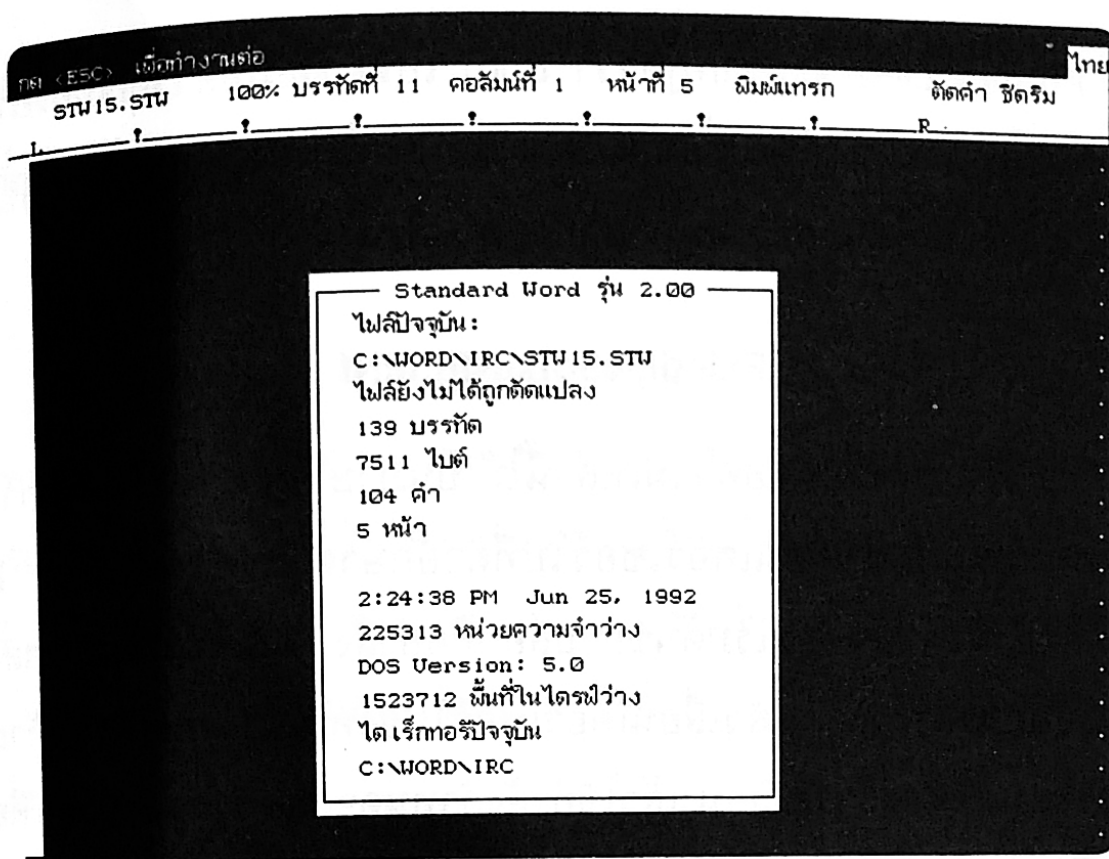 กด <ESC> เพื่อทำงานต่อ ไทย
STW15.STW 100% บรรทัดที่ 11 คอลัมน์ที่ 1 หน้าที่ 5 พิมพ์แทรก ตัดคำ ชิดริม
L R
Standard Word รุ่น 2.00
ไฟล์ปัจจุบัน:
C:\WORD\IRC\STW15.STW
ไฟล์ยังไม่ได้ถูกดัดแปลง
139 บรรทัด
7511 ไบต์
104 คำ
5 หน้า
2:24:38 PM Jun 25, 1992
225313 หน่วยความจำว่าง
DOS Version: 5.0
1523712 พื้นที่ในไดรฟ์ว่าง
ไดเร็กทอรีปัจจุบัน
C:\WORD\IRC